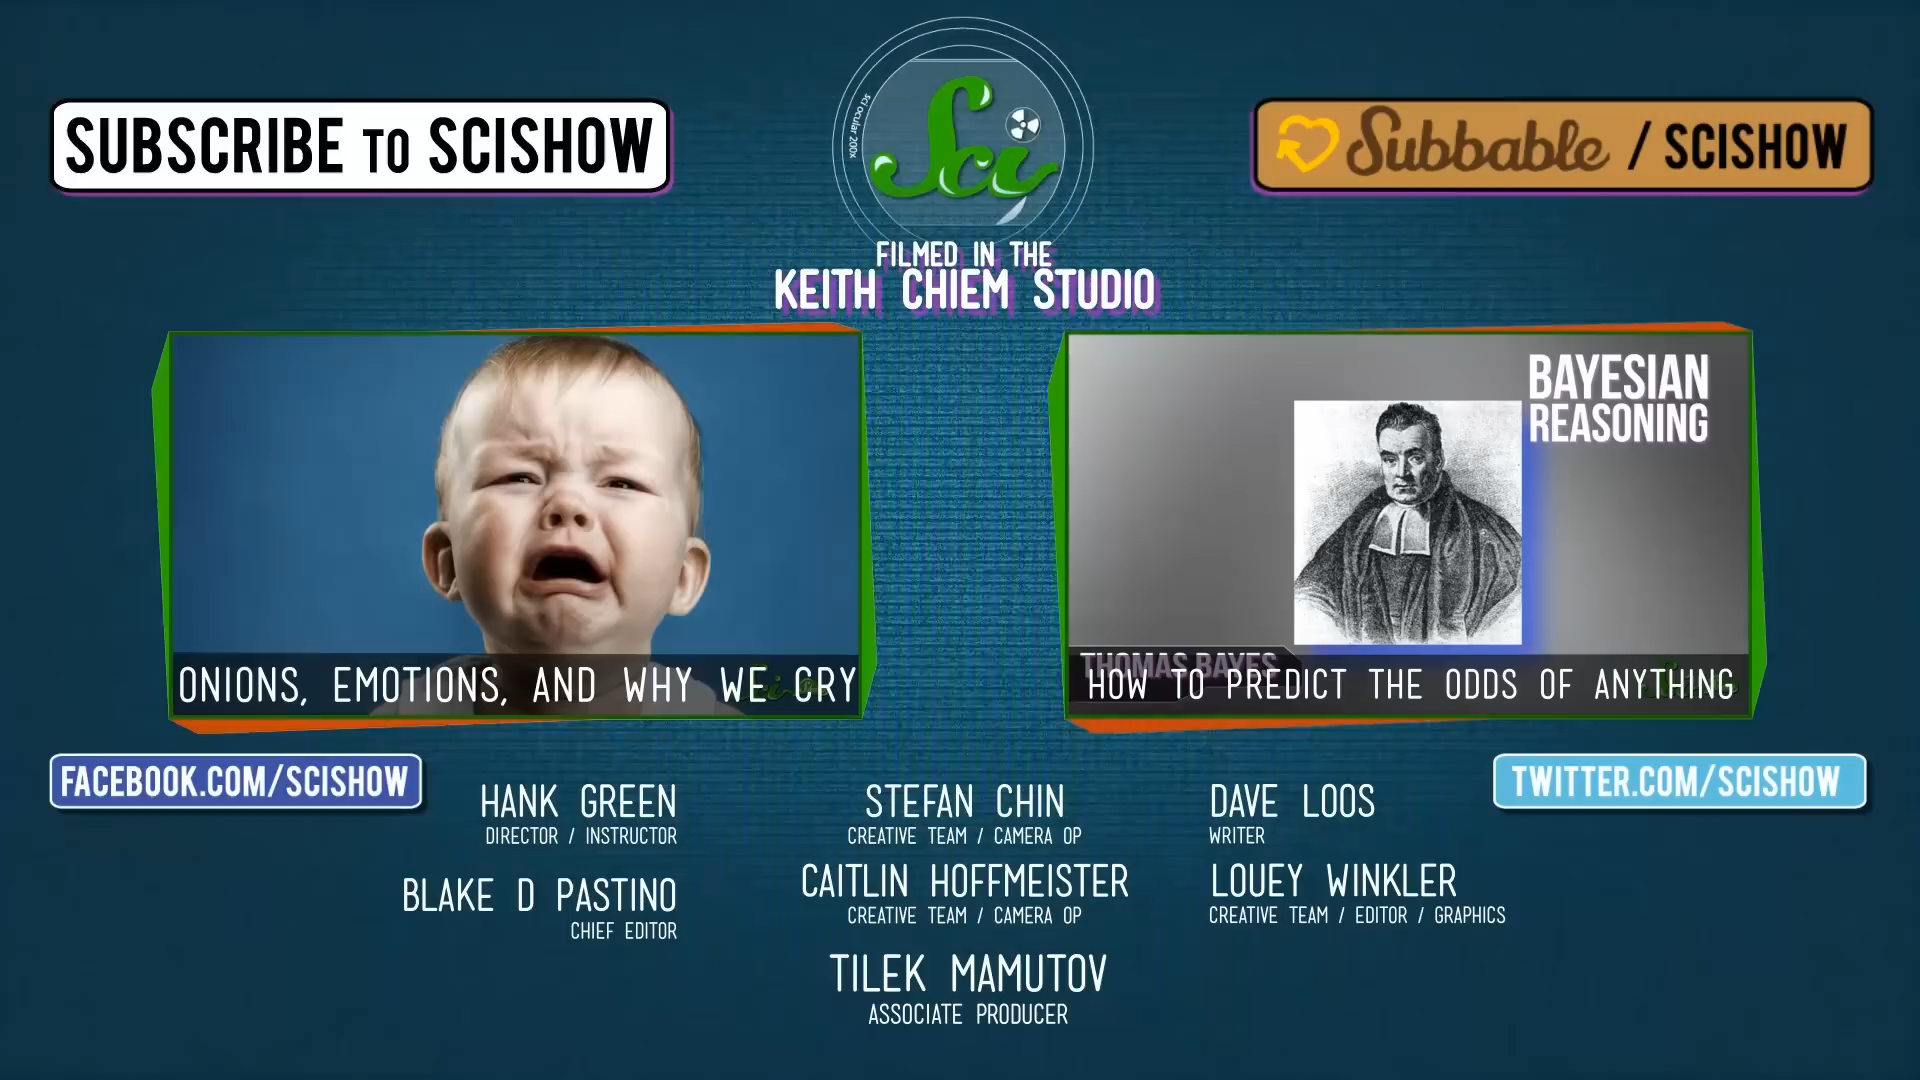 SUBSCRIBE TO SCISHOW
Sci
sci ocular 200x
Subbable / SCISHOW
FILMED IN THE
KEITH CHIEM STUDIO
BAYESIAN
REASONING
THOMAS BAYES
ONIONS, EMOTIONS, AND WHY WE CRY
HOW TO PREDICT THE ODDS OF ANYTHING
FACEBOOK.COM/SCISHOW
TWITTER.COM/SCISHOW
HANK GREEN
DIRECTOR / INSTRUCTOR
STEFAN CHIN
CREATIVE TEAM / CAMERA OP
DAVE LOOS
WRITER
BLAKE D PASTINO
CHIEF EDITOR
CAITLIN HOFFMEISTER
CREATIVE TEAM / CAMERA OP
LOUEY WINKLER
CREATIVE TEAM / EDITOR / GRAPHICS
TILEK MAMUTOV
ASSOCIATE PRODUCER